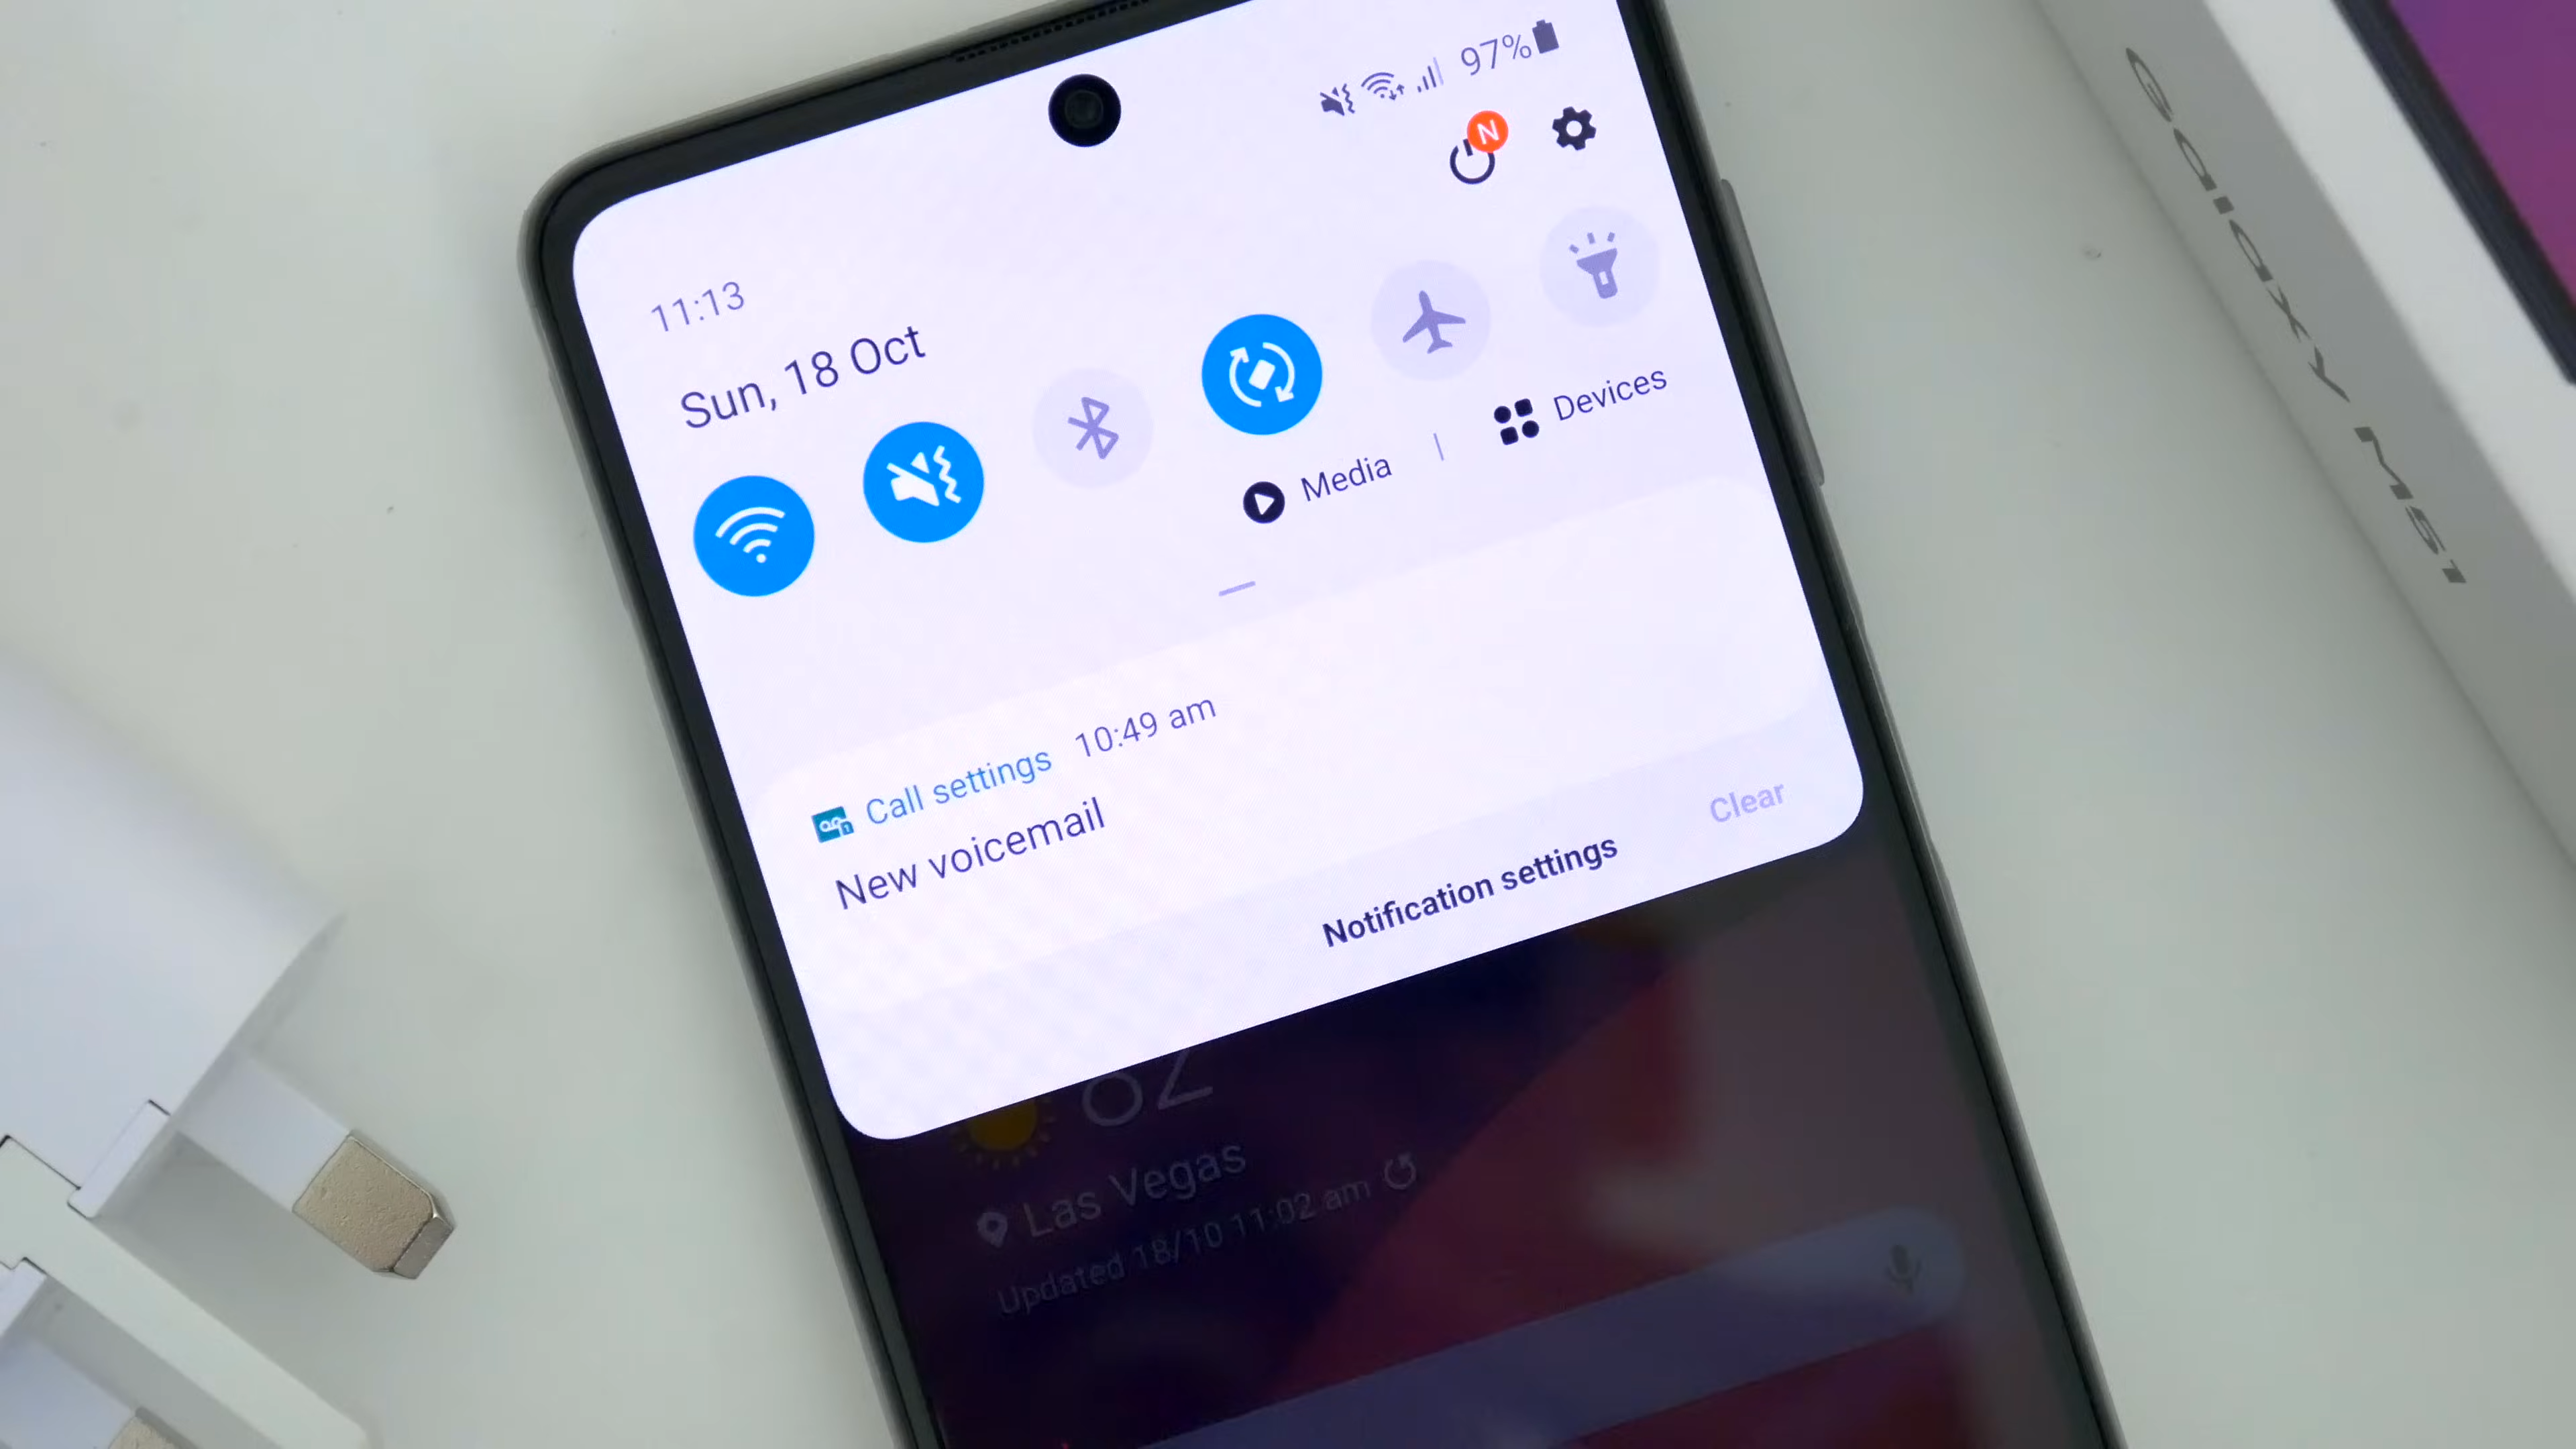 97%
N
11:13
Sun, 18 Oct
Media | Devices
Call settings 10:49 am
New voicemail
Notification settings
Clear
Las Vegas
Updated 18/10 11:02 am
Galaxy M51